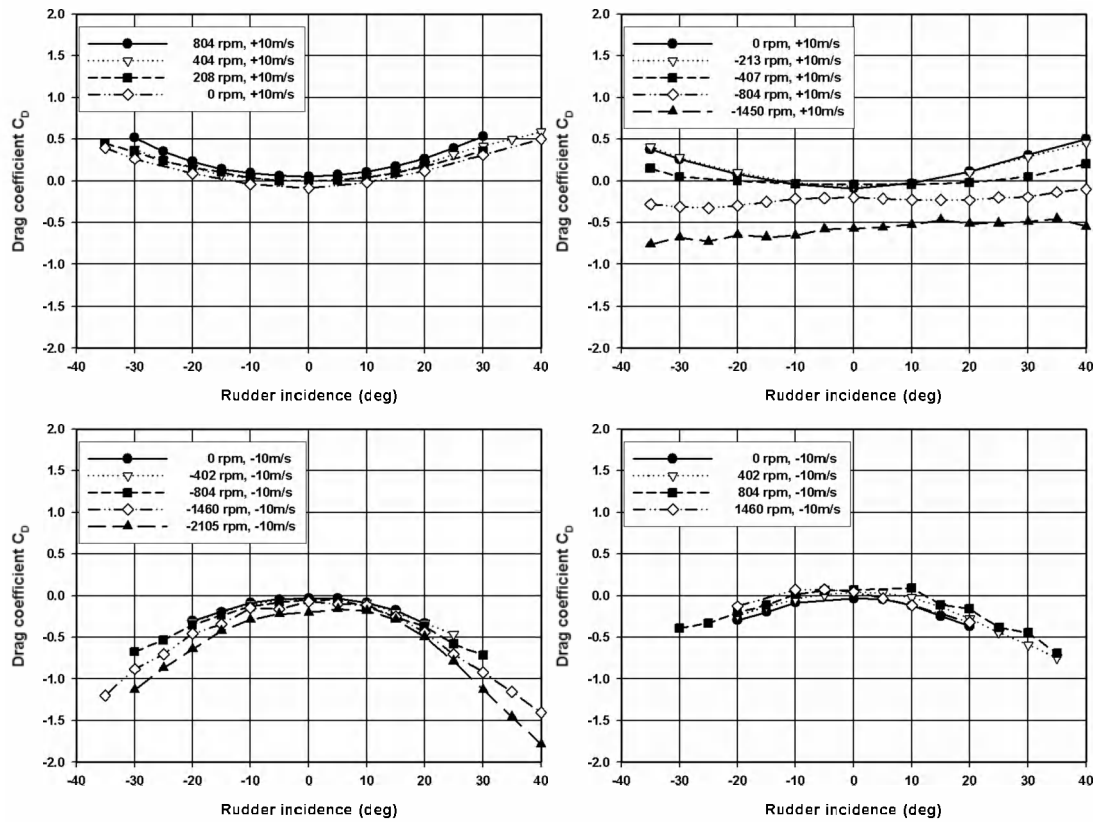 2.0
1.5
1.0
0.5
0.0
-0.5
-1.0
-1.5
-2.0
Drag coefficient CD
804 rpm, +10m/s
404 rpm, +10m/s
208 rpm, +10m/s
0 rpm, +10m/s
-40 -30 -20 -10 0 10 20 30 40
Rudder incidence (deg)
2.0
1.5
1.0
0.5
0.0
-0.5
-1.0
-1.5
-2.0
Drag coefficient CD
0 rpm, +10m/s
-213 rpm, +10m/s
-407 rpm, +10m/s
-804 rpm, +10m/s
-1450 rpm, +10m/s
-40 -30 -20 -10 0 10 20 30 40
Rudder incidence (deg)
2.0
1.5
1.0
0.5
0.0
-0.5
-1.0
-1.5
-2.0
Drag coefficient CD
0 rpm, -10m/s
-402 rpm, -10m/s
-804 rpm, -10m/s
-1460 rpm, -10m/s
-2105 rpm, -10m/s
-40 -30 -20 -10 0 10 20 30 40
Rudder incidence (deg)
2.0
1.5
1.0
0.5
0.0
-0.5
-1.0
-1.5
-2.0
Drag coefficient CD
0 rpm, -10m/s
402 rpm, -10m/s
804 rpm, -10m/s
1460 rpm, -10m/s
-40 -30 -20 -10 0 10 20 30 40
Rudder incidence (deg)